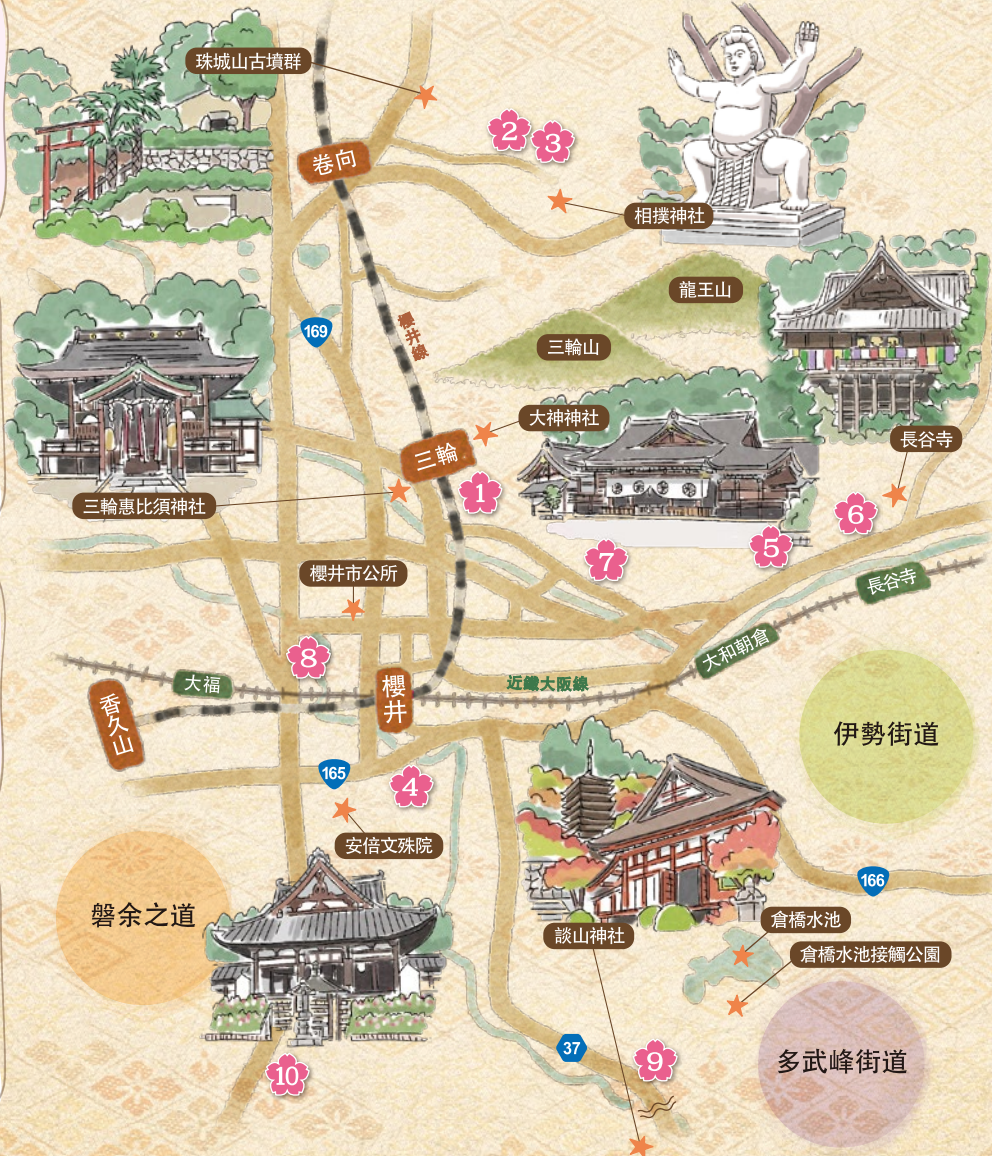 珠城山古墳群
2
3
卷向
相撲神社
龍王山
169
櫻井線
三輪山
大神神社
長谷寺
三輪
1
三輪惠比須神社
6
5
7
櫻井市公所
長谷寺
大和朝倉
8
大福
櫻井
近鐵大阪線
香久山
伊勢街道
165
4
安倍文殊院
166
磐余之道
倉橋水池
談山神社
倉橋水池接觸公園
37
9
多武峰街道
10